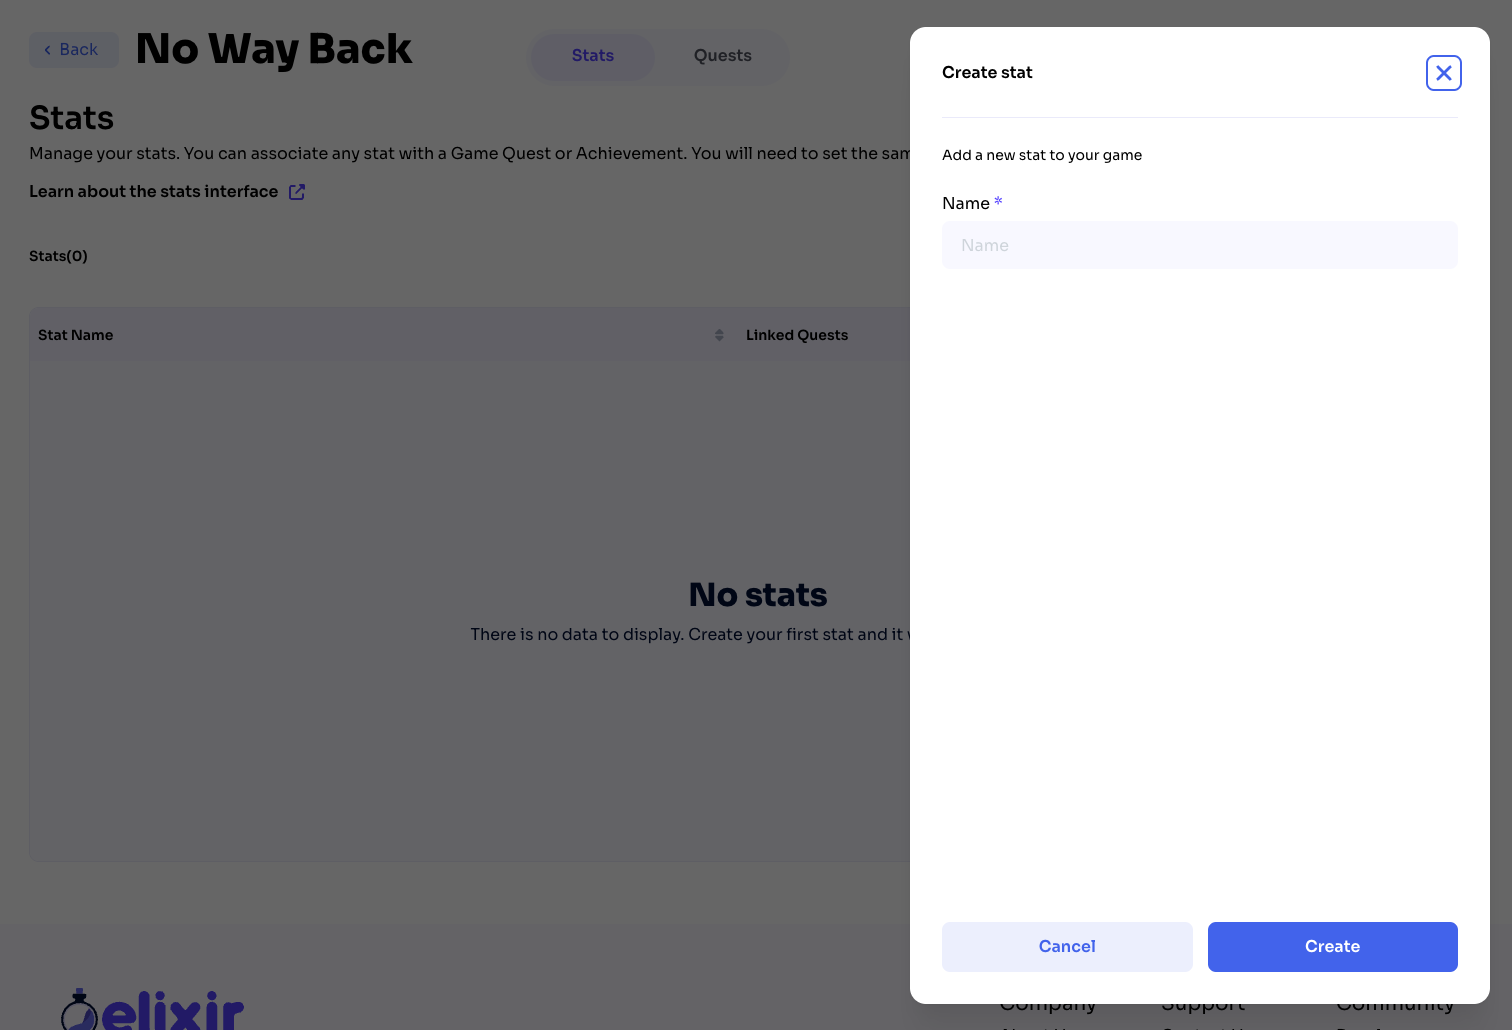 Back
No Way Back
Stats
Quests
Stats
Manage your stats. You can associate any stat with a Game Quest or Achievement. You will need to set the
Learn about the stats interface
Stats(0)
Stat Name
Linked Quests
No stats
There is no data to display. Create your first stat and it
elixir
Company
Support
Community
Create stat
Add a new stat to your game
Name *
Name
Cancel
Create